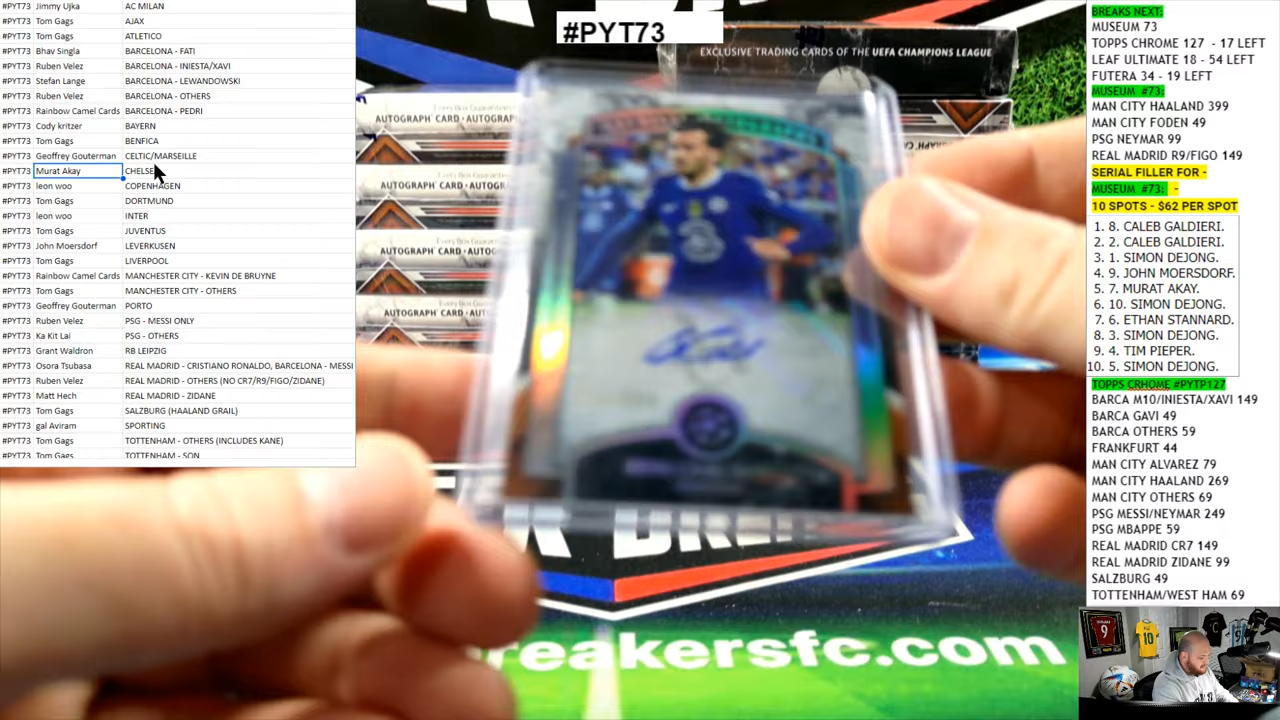 #PYT73 Jimmy Ujka AC MILAN
#PYT73 Tom Gags AJAX
#PYT73 Tom Gags ATLETICO
#PYT73 Bhav Singla BARCELONA - FATI
#PYT73 Ruben Velez BARCELONA - INIESTA/XAVI
#PYT73 Stefan Lange BARCELONA - LEWANDOWSKI
#PYT73 Ruben Velez BARCELONA - OTHERS
#PYT73 Rainbow Camel Cards BARCELONA - PEDRI
#PYT73 Cody kritzer BAYERN
#PYT73 Tom Gags BENFICA
#PYT73 Geoffrey Gouterman CELTIC/MARSEILLE
#PYT73 Murat Akay CHELSE
#PYT73 leon woo COPENHAGEN
#PYT73 Tom Gags DORTMUND
#PYT73 leon woo INTER
#PYT73 Tom Gags JUVENTUS
#PYT73 John Moersdorf LEVERKUSEN
#PYT73 Tom Gags LIVERPOOL
#PYT73 Rainbow Camel Cards MANCHESTER CITY - KEVIN DE BRUYNE
#PYT73 Tom Gags MANCHESTER CITY - OTHERS
#PYT73 Geoffrey Gouterman PORTO
#PYT73 Ruben Velez PSG - MESSI ONLY
#PYT73 Ka Kit Lai PSG - OTHERS
#PYT73 Grant Waldron RB LEIPZIG
#PYT73 Osora Tsubasa REAL MADRID - CRISTIANO RONALDO, BARCELONA - MESSI
#PYT73 Ruben Velez REAL MADRID - OTHERS (NO CR7/R9/FIGO/ZIDANE)
#PYT73 Matt Hech REAL MADRID - ZIDANE
#PYT73 Tom Gags SALZBURG (HAALAND GRAIL)
#PYT73 gal Aviram SPORTING
#PYT73 Tom Gags TOTTENHAM - OTHERS (INCLUDES KANE)
#PYT73 Tom Gags TOTTENHAM - SON
#PYT73
EXCLUSIVE TRADING CARDS OF THE UEFA CHAMPIONS LEAGUE
AUTOGRAPH CARD · AUTOGRAP
AUTOGRAPH CARD · AUTOG
AUTOGRAPH CARD · AUTO
AUTOGRAPH CARD · AUT
reakersfc.com
BREAKS NEXT:
MUSEUM 73
TOPPS CHROME 127 - 17 LEFT
LEAF ULTIMATE 18 - 54 LEFT
FUTERA 34 - 19 LEFT
MUSEUM #73:
MAN CITY HAALAND 399
MAN CITY FODEN 49
PSG NEYMAR 99
REAL MADRID R9/FIGO 149
SERIAL FILLER FOR -
MUSEUM #73: -
10 SPOTS - $62 PER SPOT
1. 8. CALEB GALDIERI.
2. 2. CALEB GALDIERI.
3. 1. SIMON DEJONG.
4. 9. JOHN MOERSDORF.
5. 7. MURAT AKAY.
6. 10. SIMON DEJONG.
7. 6. ETHAN STANNARD.
8. 3. SIMON DEJONG.
9. 4. TIM PIEPER.
10. 5. SIMON DEJONG.
TOPPS CRHOME #PYTP127
BARCA M10/INIESTA/XAVI 149
BARCA GAVI 49
BARCA OTHERS 59
FRANKFURT 44
MAN CITY ALVAREZ 79
MAN CITY HAALAND 269
MAN CITY OTHERS 69
PSG MESSI/NEYMAR 249
PSG MBAPPE 59
REAL MADRID CR7 149
REAL MADRID ZIDANE 99
SALZBURG 49
TOTTENHAM/WEST HAM 69
9
10